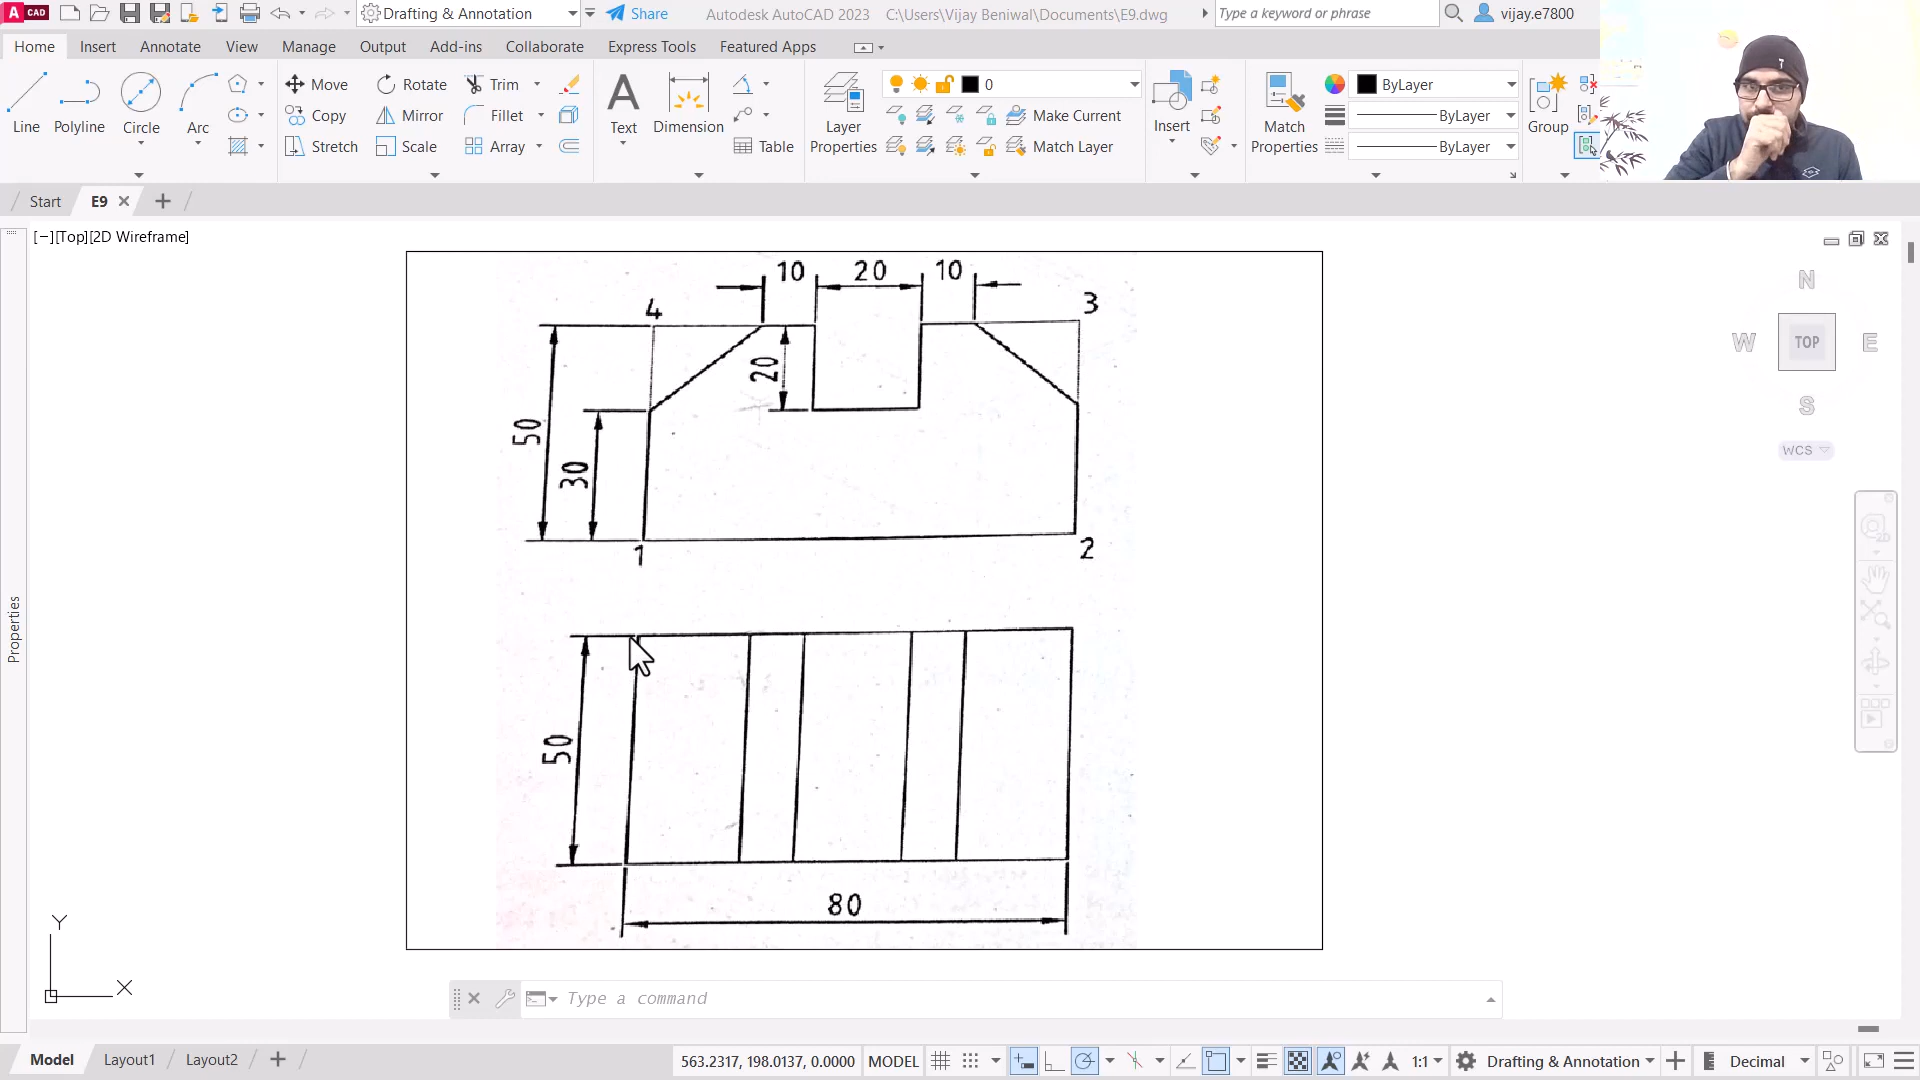 A CAD Drafting & Annotation Share Autodesk AutoCAD 2023 C:\Users\Vijay Beniwal\Documents\E9.dwg Type a keyword or phrase vijay.e7800
Home Insert Annotate View Manage Output Add-ins Collaborate Express Tools Featured Apps
Line Polyline Circle Arc
Move Rotate Trim
Copy Mirror Fillet
Stretch Scale Array
Text Dimension Table
Layer Properties
0
Make Current
Match Layer
Insert
Match Properties
ByLayer
ByLayer
ByLayer
Group
Start E9
[−][Top][2D Wireframe]
10 20 10
4 3
20
50
30
1 2
50
80
N
W TOP E
S
WCS
Properties
Y
X
Type a command
Model Layout1 Layout2 563.2317, 198.0137, 0.0000 MODEL 1:1 Drafting & Annotation Decimal